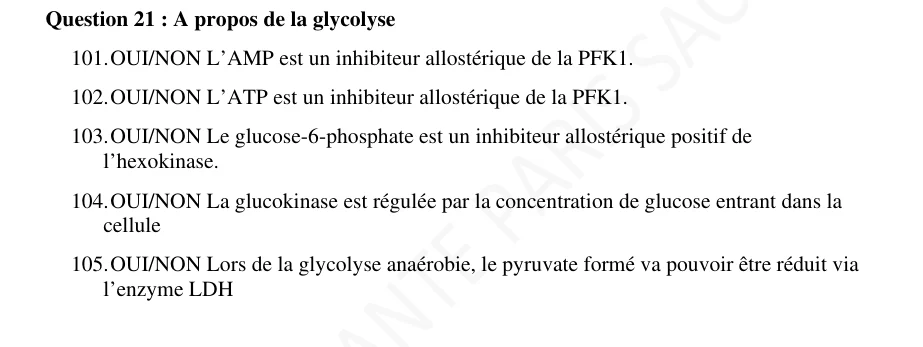 Question 21 : A propos de la glycolyse
101.OUI/NON L'AMP est un inhibiteur allostérique de la PFK1.
102.OUI/NON L'ATP est un inhibiteur allostérique de la PFK1.
103.OUI/NON Le glucose-6-phosphate est un inhibiteur allostérique positif de
l'hexokinase.
104.OUI/NON La glucokinase est régulée par la concentration de glucose entrant dans la
cellule
105.OUI/NON Lors de la glycolyse anaérobie, le pyruvate formé va pouvoir être réduit via
l'enzyme LDH
PARIS